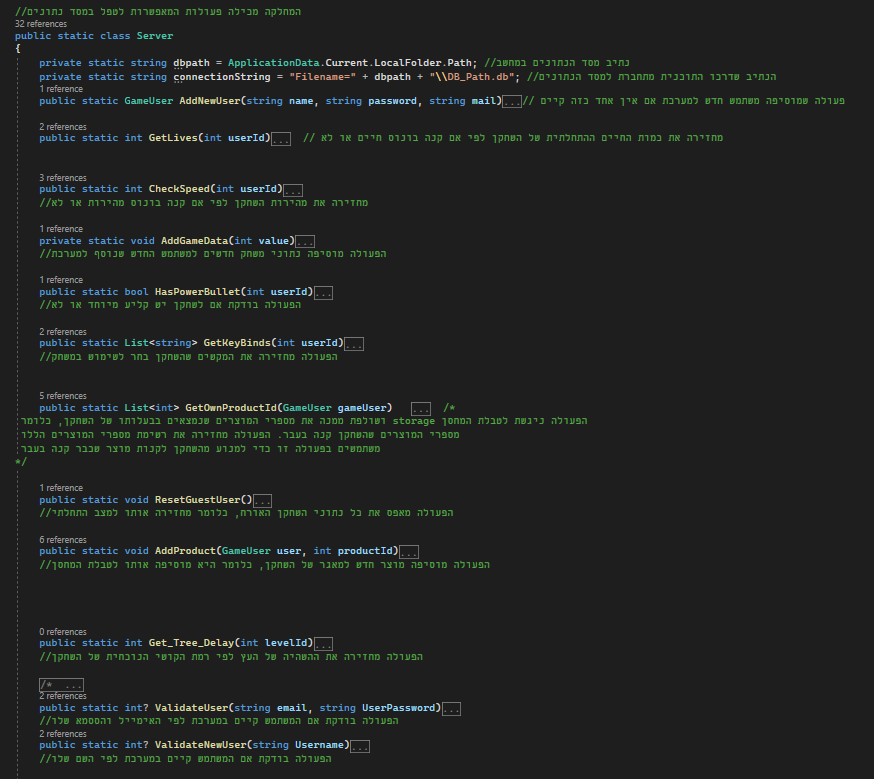 //המחלקה מכילה פעולות המאפשרות לטפל במסד נתונים
32 references
public static class Server
{
private static string dbpath = ApplicationData.Current.LocalFolder.Path; //נתיב מסד הנתונים במחשב
private static string connectionString = "Filename=" + dbpath + "\\DB_Path.db"; //הנתיב שדרכו התוכנית מתחברת למסד הנתונים
1 reference
public static GameUser AddNewUser(string name, string password, string mail)... // פעולה שמוסיפה משתמש חדש למערכת אם אין אחד כזה קיים
2 references
public static int GetLives(int userId)... // מחזירה את כמות החיים ההתחלתית של השחקן לפי אם קנה בונוס חיים או לא
3 references
public static int CheckSpeed(int userId)...
//מחזירה את מהירות השחקן לפי אם קנה בונוס מהירות או לא
1 reference
private static void AddGameData(int value)...
//הפעולה מוסיפה נתוני משחק חדשים למשתמש החדש שנוסף למערכת
1 reference
public static bool HasPowerBullet(int userId)...
//הפעולה בודקת אם לשחקן יש קליע מיוחד או לא
2 references
public static List<string> GetKeyBinds(int userId)...
//הפעולה מחזירה את המקשים שהשחקן בחר לשימוש במשחק
5 references
public static List<int> GetOwnProductId(GameUser gameUser) ... /*
הפעולה ניגשת לטבלת המחסן storage ושולפת ממנה את מספרי המוצרים שנמצאים בבעלותו של השחקן, כלומר
מספרי המוצרים שהשחקן קנה בעבר. הפעולה מחזירה את רשימת מספרי המוצרים הללו
משתמשים בפעולה זו כדי למנוע מהשחקן לקנות מוצר שכבר קנה בעבר
*/
1 reference
public static void ResetGuestUser()...
//הפעולה מאפס את כל נתוני השחקן האורח, כלומר מחזירה אותו למצב התחלתי
6 references
public static void AddProduct(GameUser user, int productId)...
//הפעולה מוסיפה מוצר חדש למאגר של השחקן, כלומר היא מוסיפה אותו לטבלת המחסן
0 references
public static int Get_Tree_Delay(int levelId)...
//הפעולה מחזירה את ההשהיה של העץ לפי רמת הקושי הנוכחית של השחקן
/* ...
2 references
public static int? ValidateUser(string email, string UserPassword)...
//הפעולה בודקת אם המשתמש קיים במערכת לפי האימייל והססמא שלו
2 references
public static int? ValidateNewUser(string Username)...
//הפעולה בודקת אם המשתמש קיים במערכת לפי השם שלו